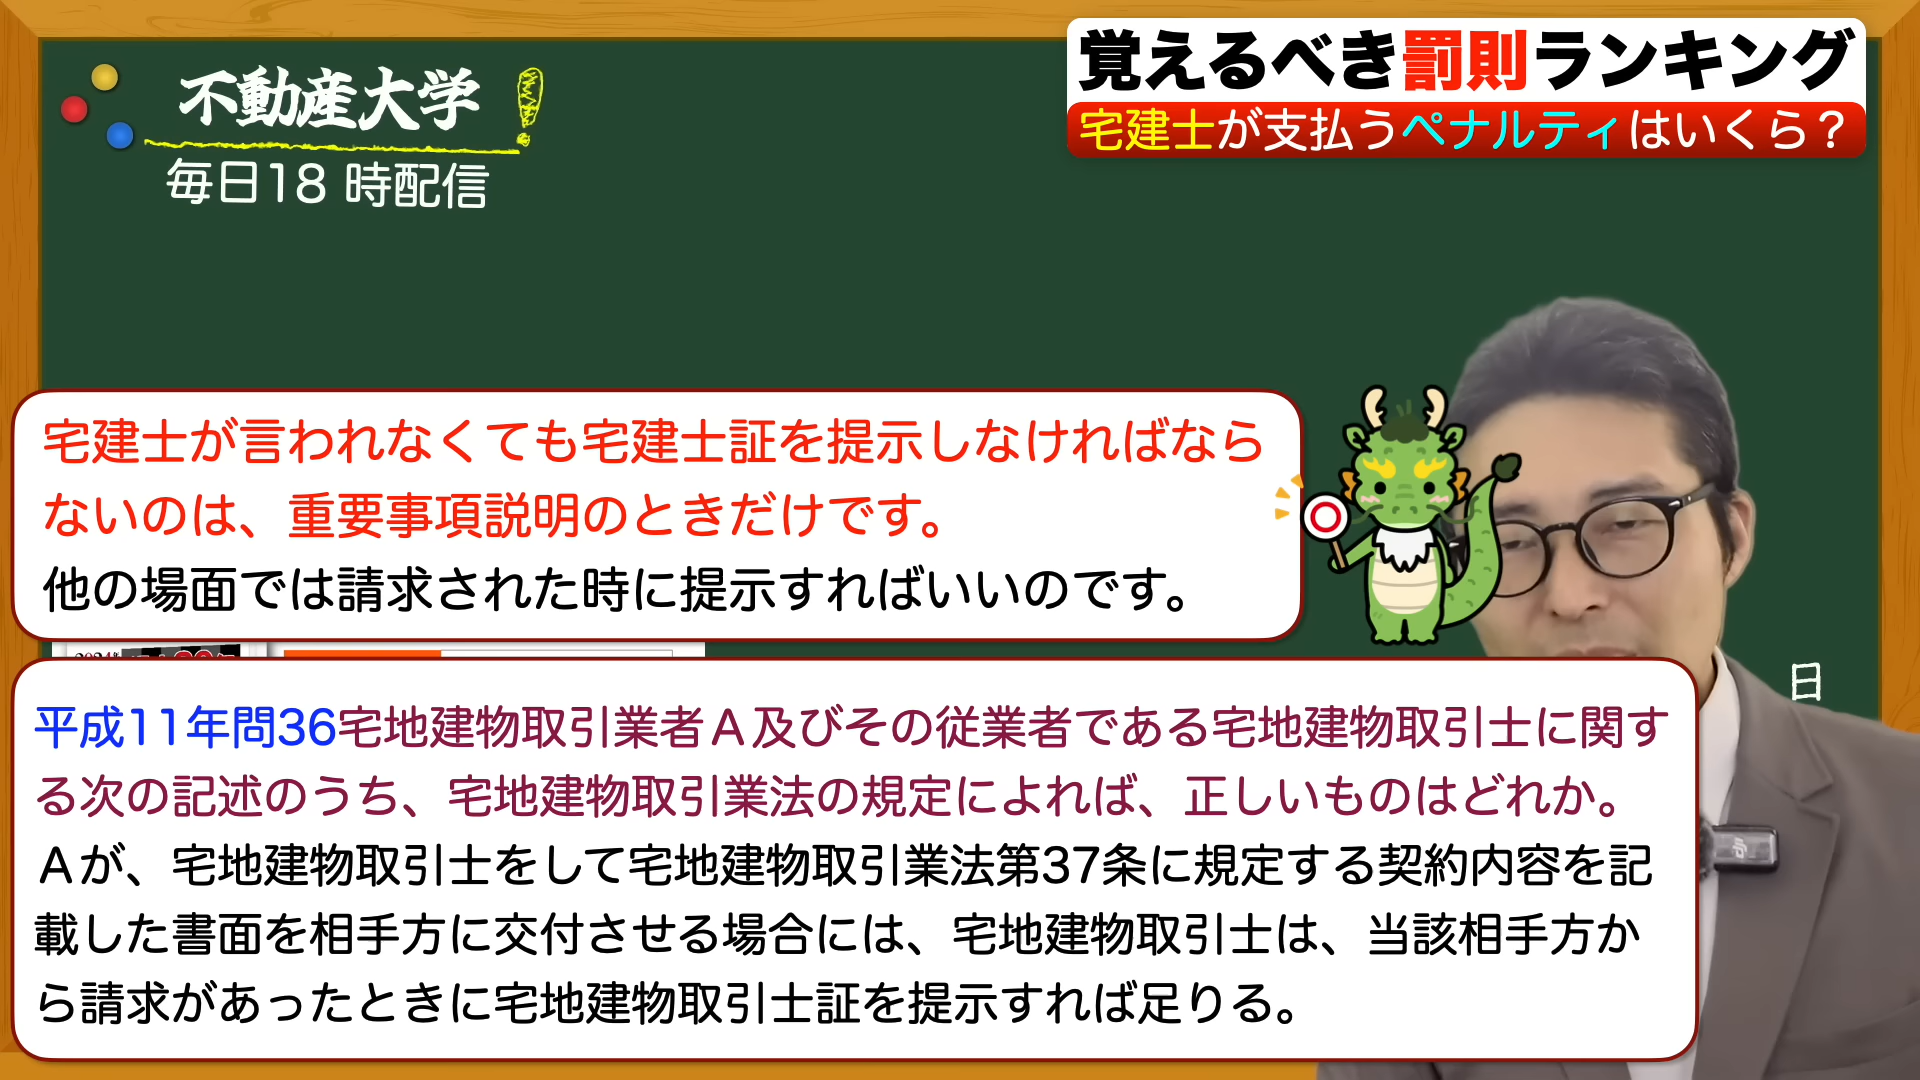 不動産大学!
毎日18 時配信
覚えるべき罰則ランキング
宅建士が支払うペナルティはいくら？
宅建士が言われなくても宅建士証を提示しなければなら
ないのは、重要事項説明のときだけです。
他の場面では請求された時に提示すればいいのです。
日
平成11年問36宅地建物取引業者Ａ及びその従業者である宅地建物取引士に関す
る次の記述のうち、宅地建物取引業法の規定によれば、正しいものはどれか。
Ａが、宅地建物取引士をして宅地建物取引業法第37条に規定する契約内容を記
載した書面を相手方に交付させる場合には、宅地建物取引士は、当該相手方か
ら請求があったときに宅地建物取引士証を提示すれば足りる。